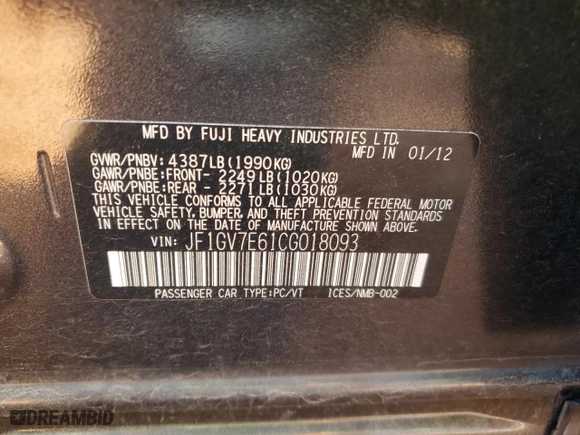 MFD BY FUJI HEAVY INDUSTRIES LTD.
GVWR/PNBV: 4387LB(1990KG) MFD IN 01/12
GAWR/PNBE:FRONT- 2249LB(1020KG)
GAWR/PNBE:REAR - 2271LB(1030KG)
THIS VEHICLE CONFORMS TO ALL APPLICABLE FEDERAL MOTOR
VEHICLE SAFETY, BUMPER, AND THEFT PREVENTION STANDARDS
IN EFFECT ON THE DATE OF MANUFACTURE SHOWN ABOVE.
VIN: JF1GV7E61CG018093
PASSENGER CAR TYPE:PC/VT 1CES/NMB-002
DREAMBID